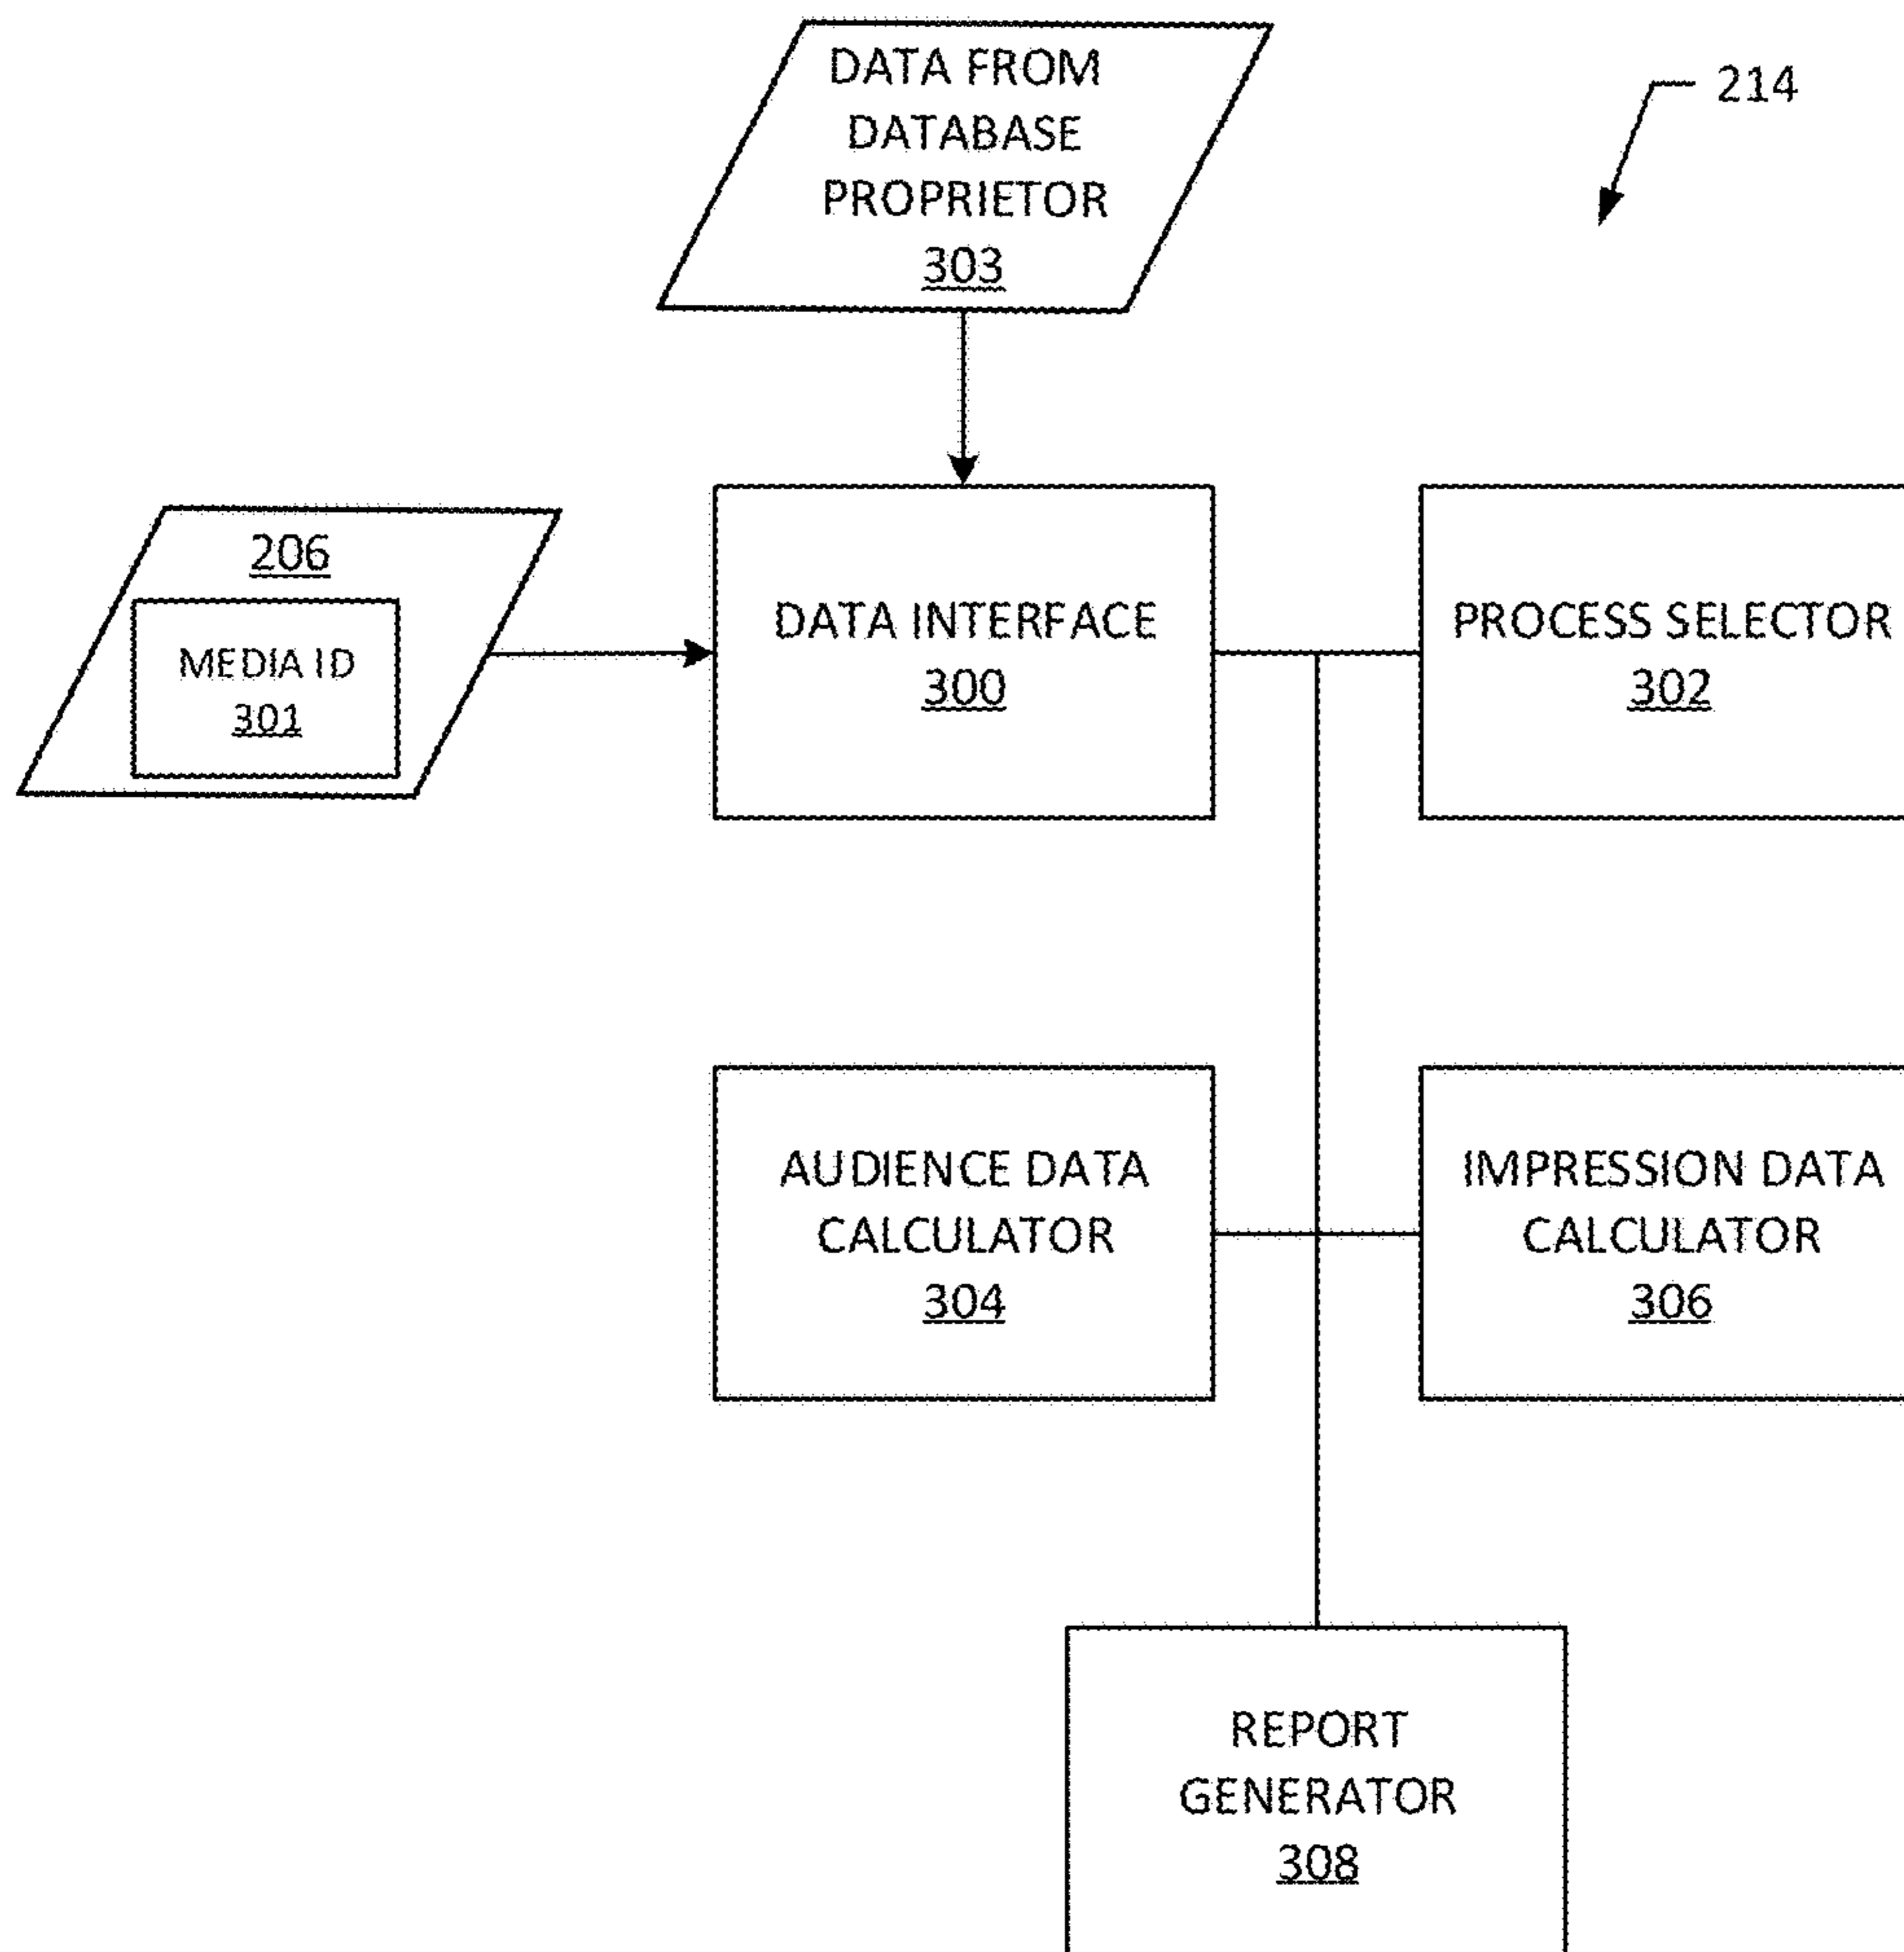 DATA FROM
DATABASE
PROPRIETOR
303
214
206
MEDIA ID
301
DATA INTERFACE
300
PROCESS SELECTOR
302
AUDIENCE DATA
CALCULATOR
304
IMPRESSION DATA
CALCULATOR
306
REPORT
GENERATOR
308